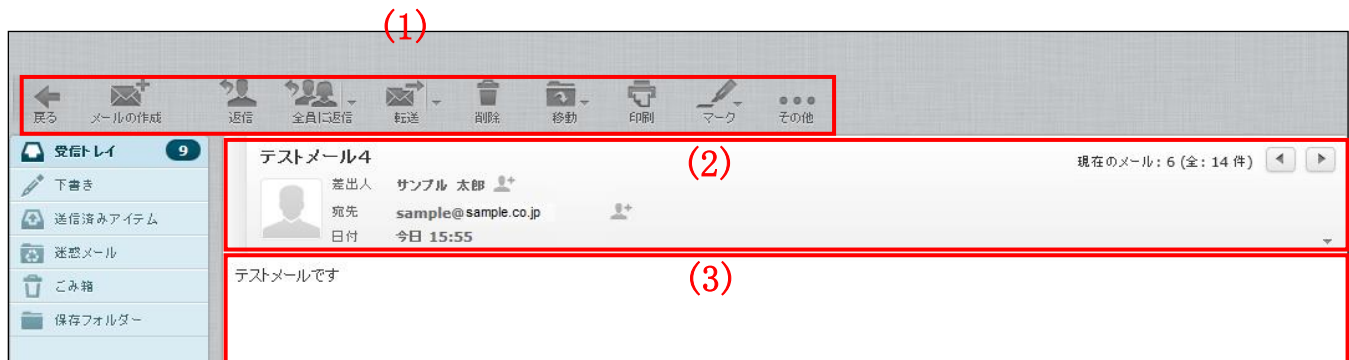 (1)
戻る メールの作成 返信 全員に返信 転送 削除 移動 印刷 マーク その他
受信トレイ 9
下書き
送信済みアイテム
迷惑メール
ごみ箱
保存フォルダー
テストメール4
(2)
現在のメール：6 (全：14 件)
差出人 サンプル 太郎
宛先 sample@sample.co.jp
日付 今日 15:55
テストメールです
(3)